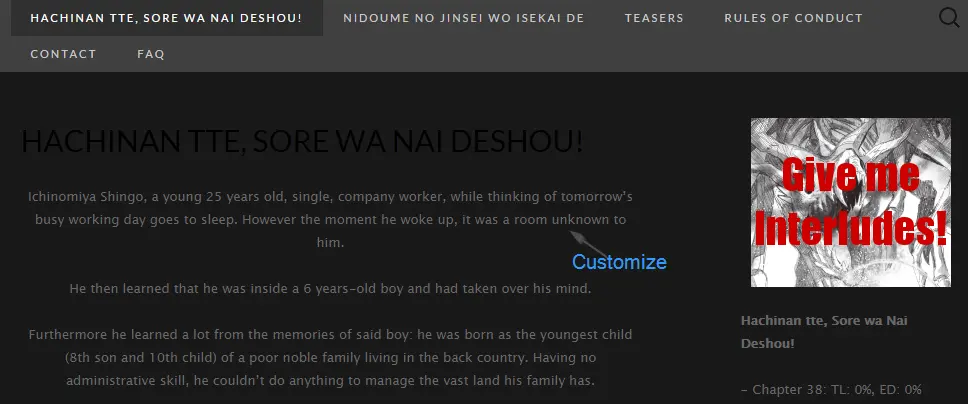 HACHINAN TTE, SORE WA NAI DESHOU!
NIDOUME NO JINSEI WO ISEKAI DE
TEASERS
RULES OF CONDUCT
CONTACT
FAQ
HACHINAN TTE, SORE WA NAI DESHOU!
Ichinomiya Shingo, a young 25 years old, single, company worker, while thinking of tomorrow's
busy working day goes to sleep. However the moment he woke up, it was a room unknown to
him.
Customize
He then learned that he was inside a 6 years-old boy and had taken over his mind.
Furthermore he learned a lot from the memories of said boy: he was born as the youngest child
(8th son and 10th child) of a poor noble family living in the back country. Having no
administrative skill, he couldn't do anything to manage the vast land his family has.
Give me
Interludes!
Hachinan tte, Sore wa Nai
Deshou!
– Chapter 38: TL: 0%, ED: 0%